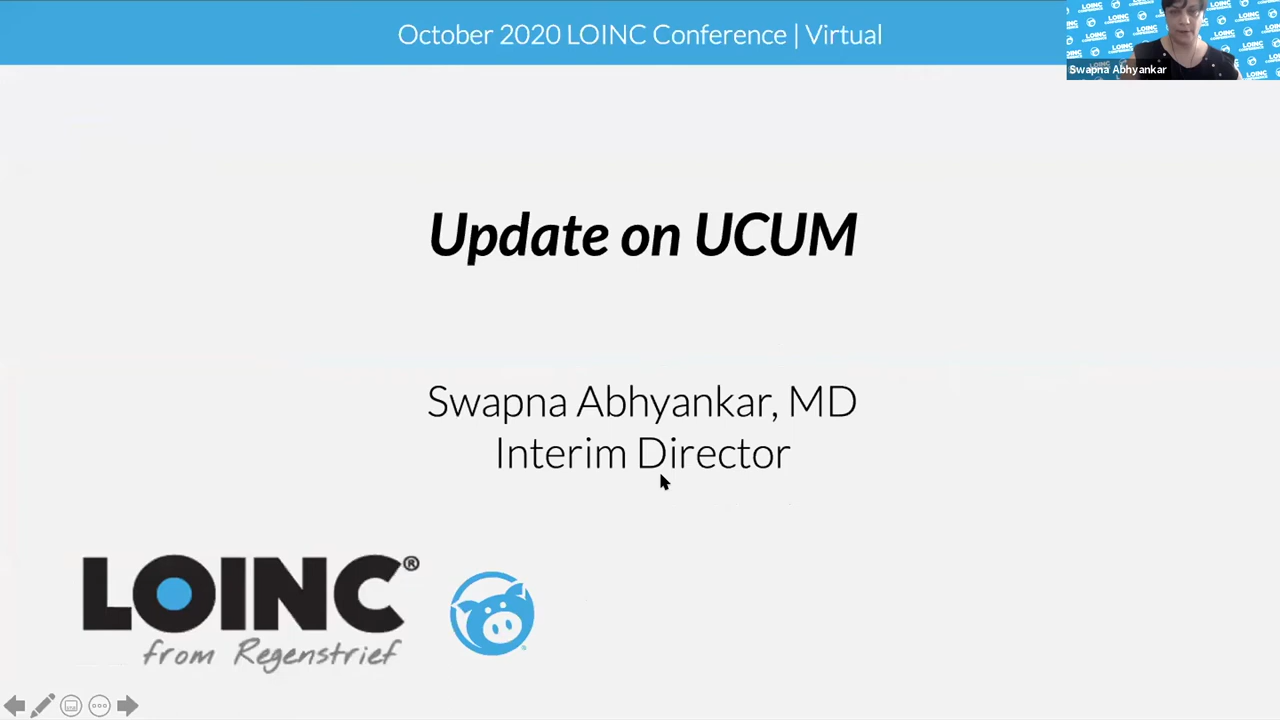 October 2020 LOINC Conference | Virtual
Swapna Abhyankar
Update on UCUM
Swapna Abhyankar, MD
Interim Director
LOINC®
from Regenstrief